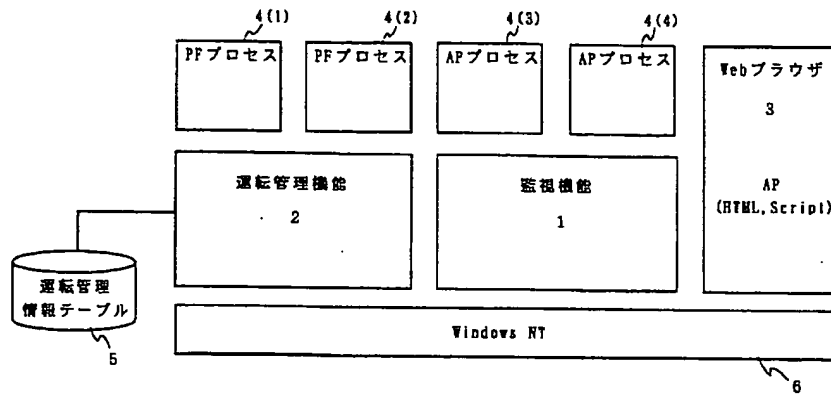 4(1) 4(2) 4(3) 4(4)
PFプロセス PFプロセス APプロセス APプロセス Webブラウザ
3
運転管理機能 監視機能 AP
2 1 (HTML,Script)
運転管理
情報テーブル
5
Windows NT
6